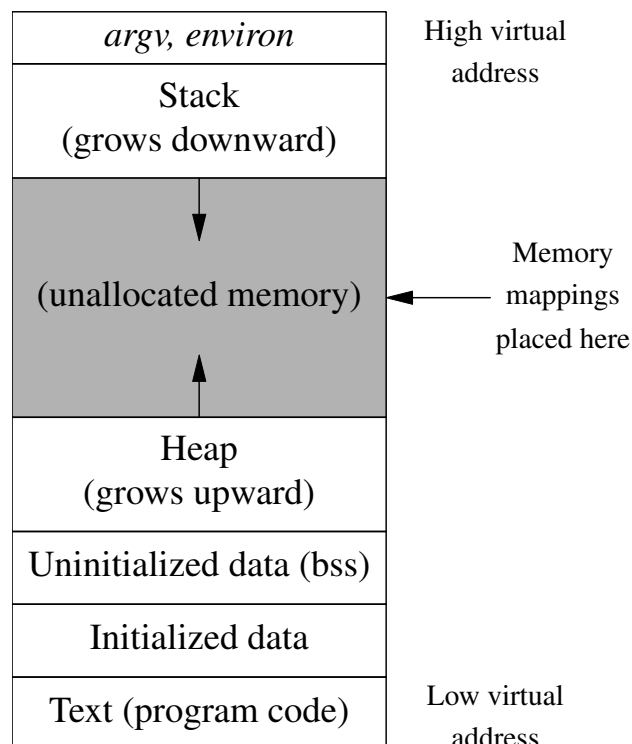 argv, environ
High virtual
address
Stack
(grows downward)
(unallocated memory)
Memory
mappings
placed here
Heap
(grows upward)
Uninitialized data (bss)
Initialized data
Text (program code)
Low virtual
address